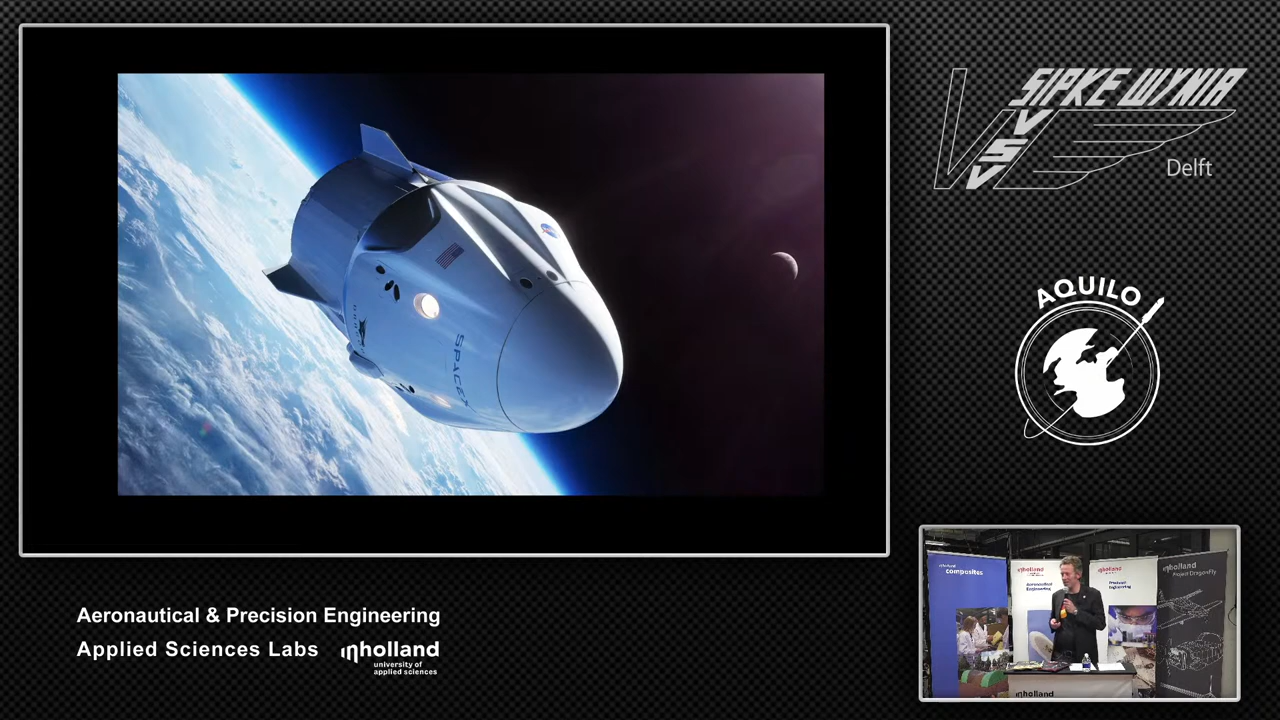 SPACEX
SIPKE WYNIA
VSV
Delft
AQUILO
Aeronautical & Precision Engineering
Applied Sciences Labs
inholland
university of
applied sciences
inholland
composites
inholland
Aeronautical
Engineering
inholland
Precision
Engineering
inholland
Project Dragonfly
inholland